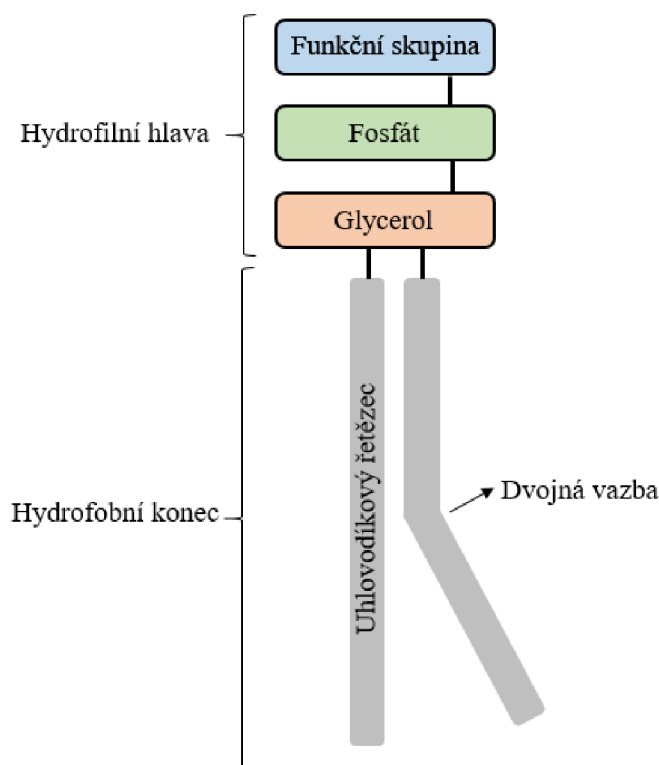 Funkční skupina
Hydrofilní hlava
Fosfát
Glycerol
Uhlovodíkový řetězec
Dvojná vazba
Hydrofobní konec